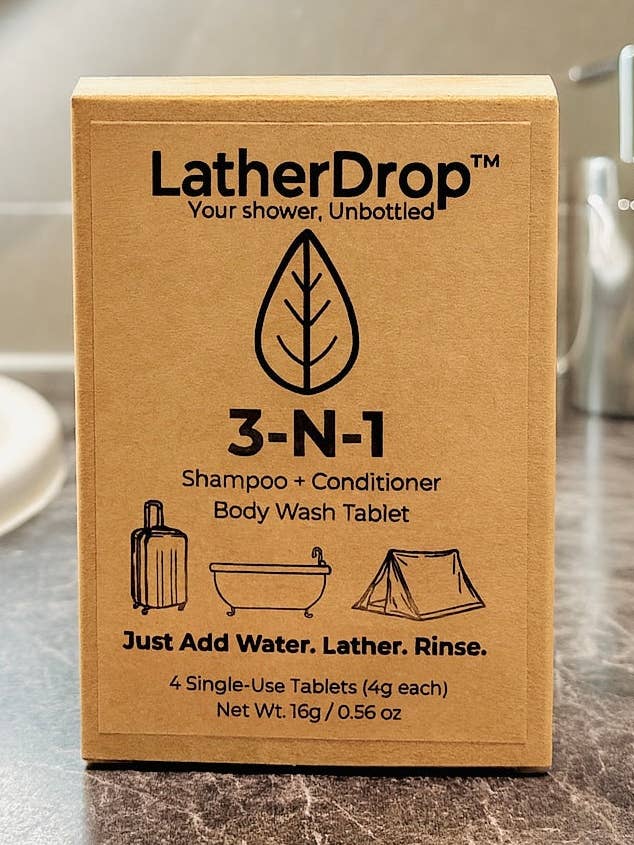 LatherDrop™
Your shower, Unbottled
3-N-1
Shampoo + Conditioner
Body Wash Tablet
Just Add Water. Lather. Rinse.
4 Single-Use Tablets (4g each)
Net Wt. 16g / 0.56 oz